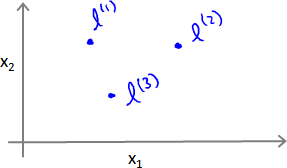 l^(1)
l^(2)
x₂
l^(3)
x₁